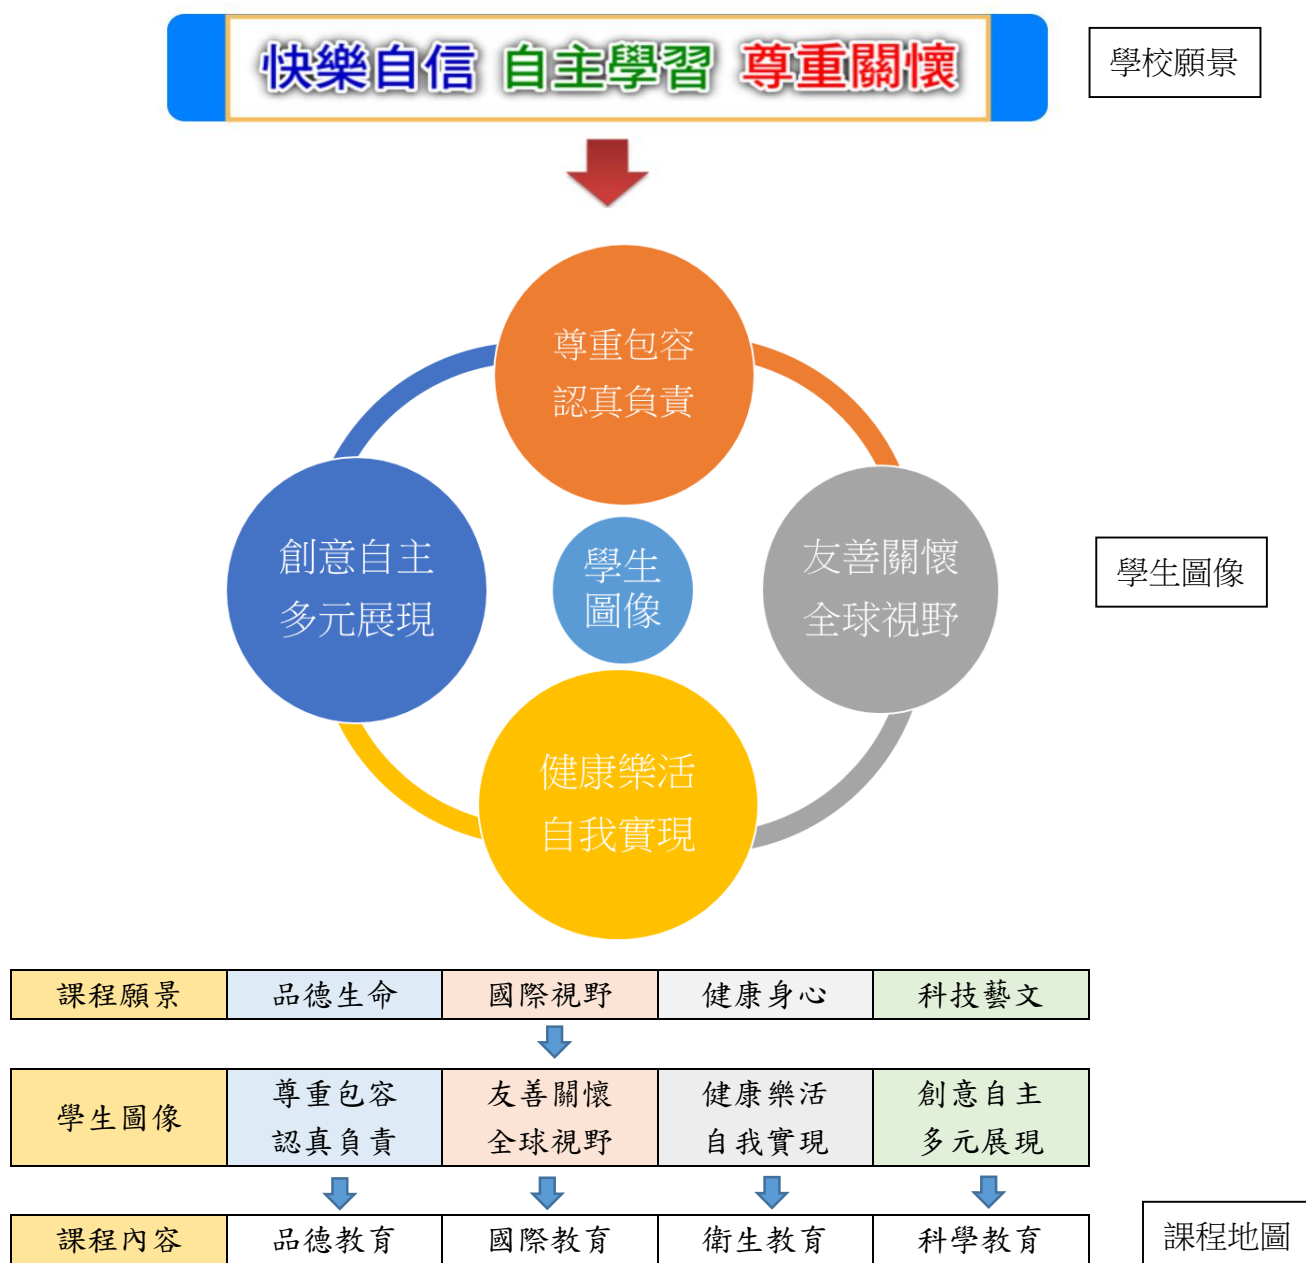 快樂自信 自主學習 尊重關懷
學校願景
尊重包容
認真負責
創意自主
多元展現
學生
圖像
友善關懷
全球視野
學生圖像
健康樂活
自我實現
課程願景 品德生命 國際視野 健康身心 科技藝文
學生圖像
尊重包容
認真負責
友善關懷
全球視野
健康樂活
自我實現
創意自主
多元展現
課程內容 品德教育 國際教育 衛生教育 科學教育
課程地圖